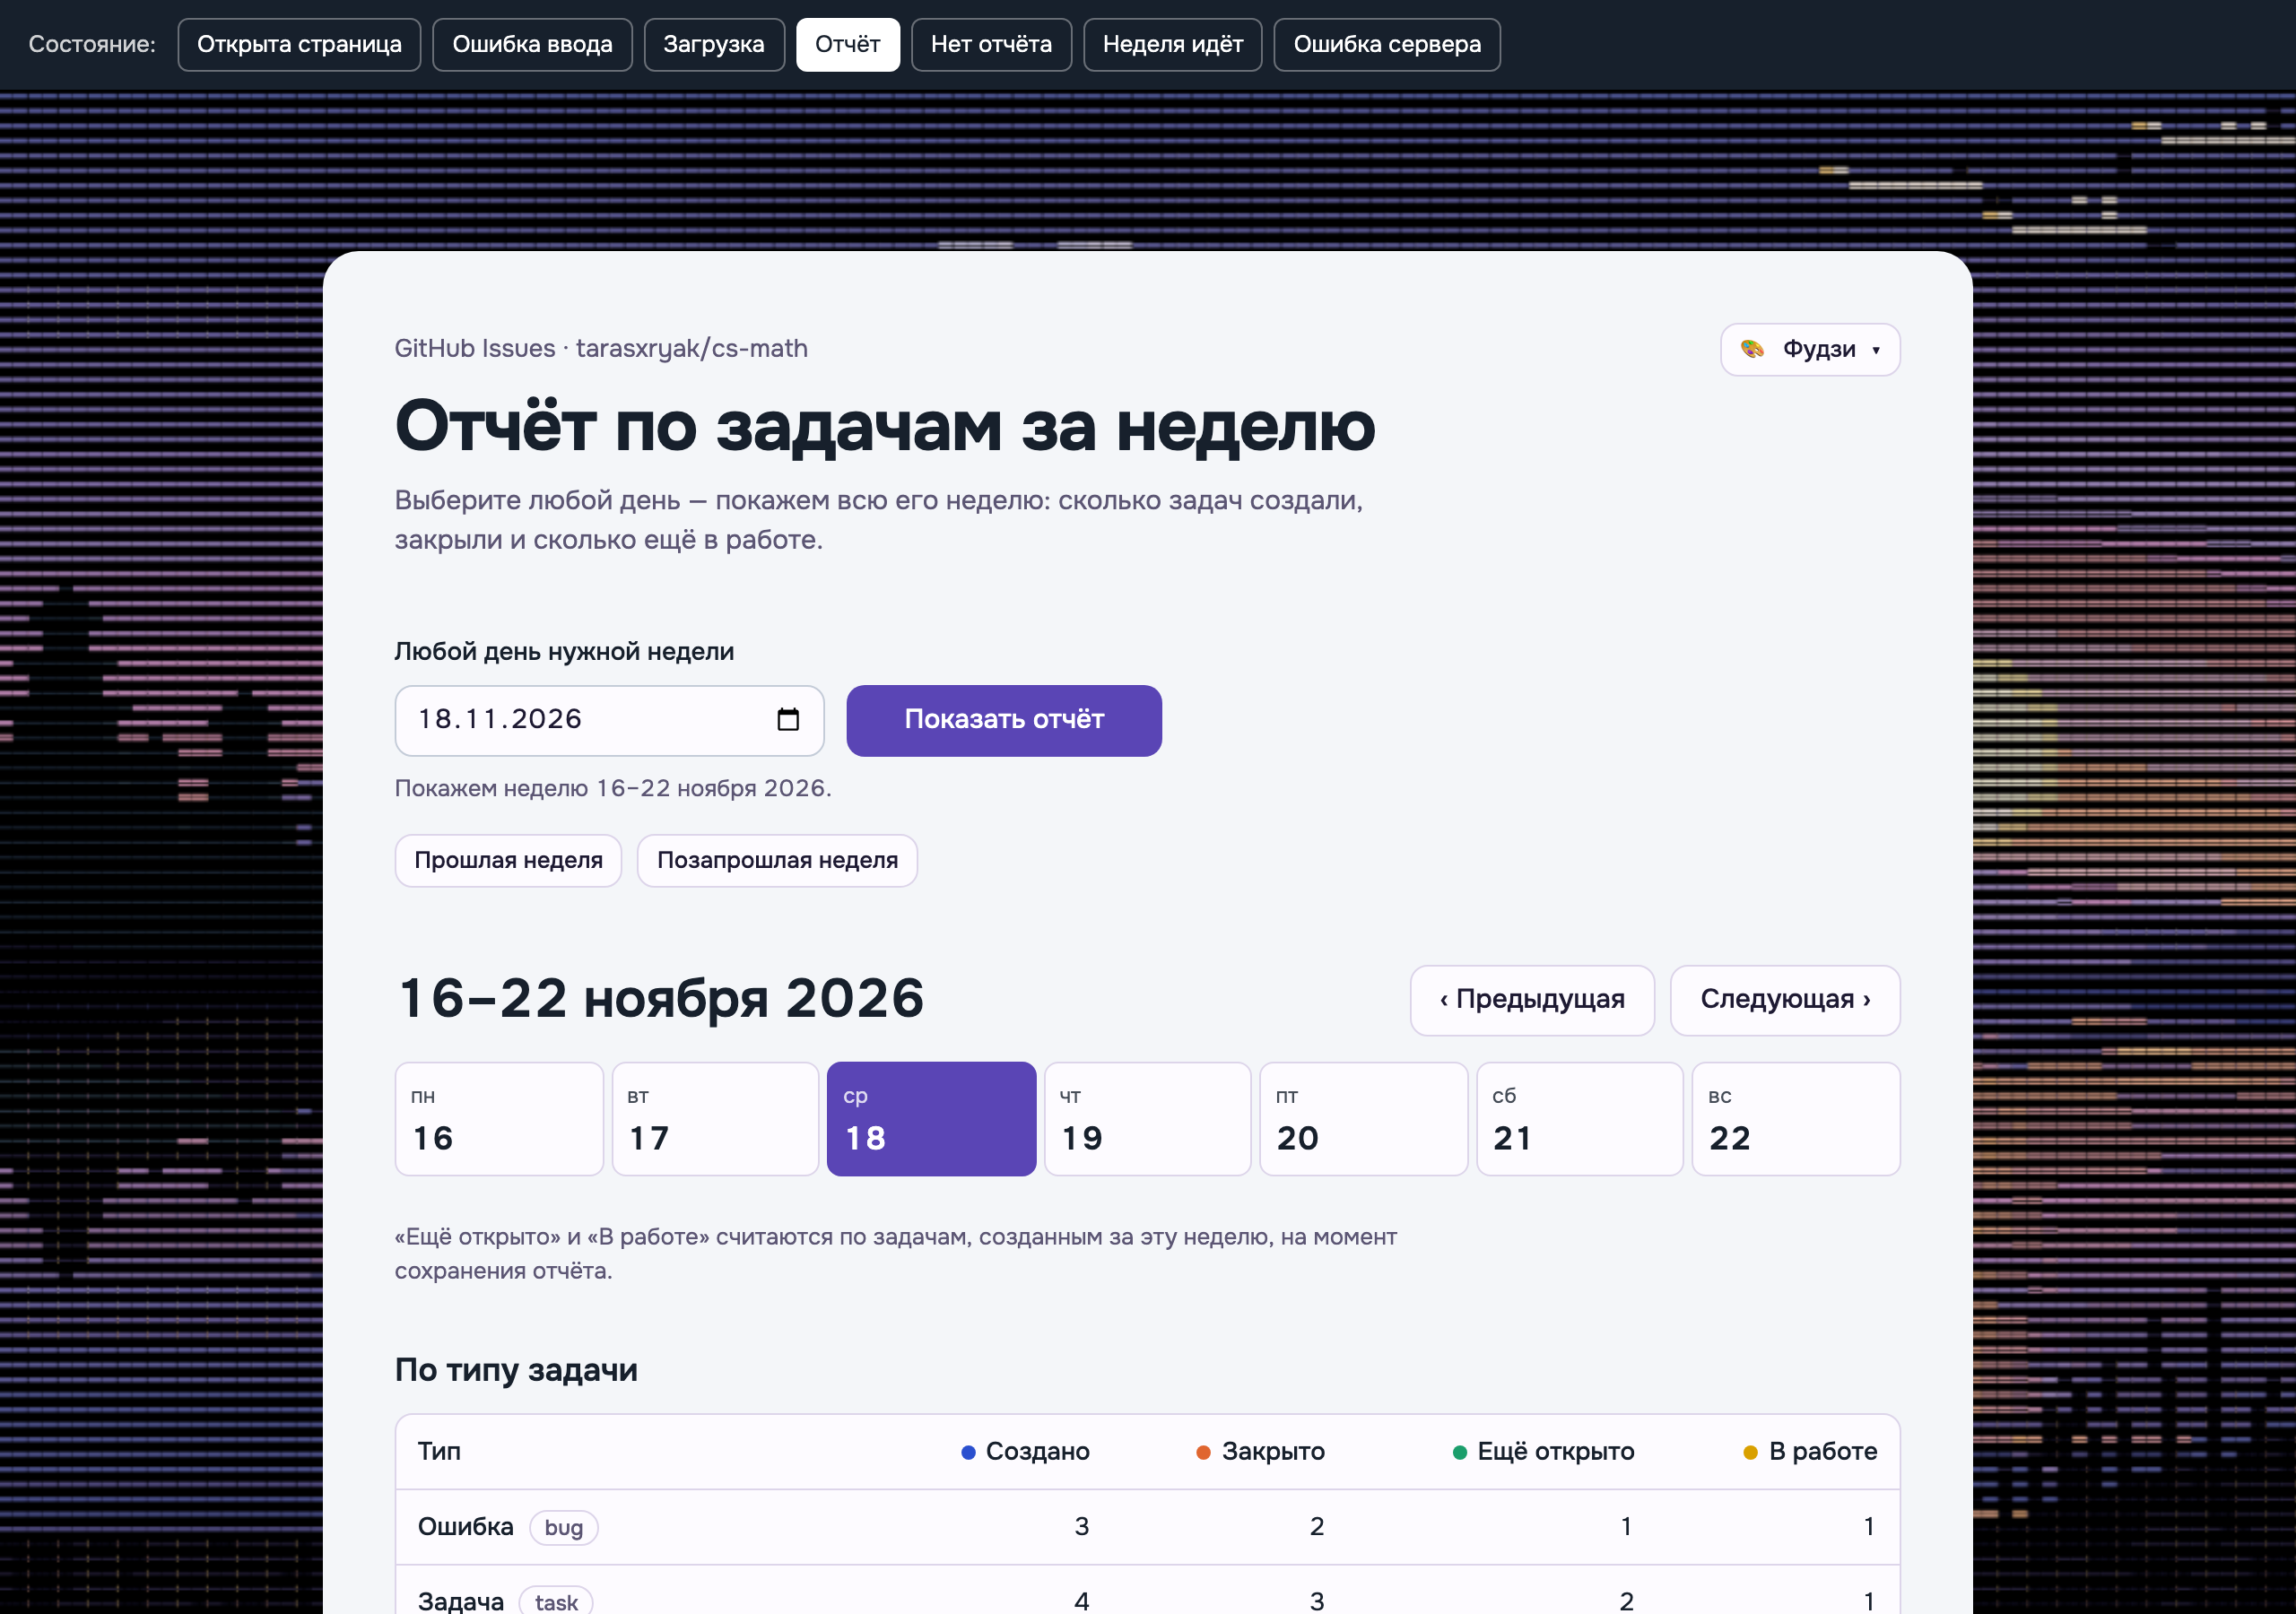 Состояние: Открыта страница Ошибка ввода Загрузка Отчёт Нет отчёта Неделя идёт Ошибка сервера
GitHub Issues · tarasxryak/cs-math
Фудзи
Отчёт по задачам за неделю
Выберите любой день — покажем всю его неделю: сколько задач создали,
закрыли и сколько ещё в работе.
Любой день нужной недели
18.11.2026 Показать отчёт
Покажем неделю 16–22 ноября 2026.
Прошлая неделя Позапрошлая неделя
16–22 ноября 2026 ‹ Предыдущая Следующая ›
пн вт ср чт пт сб вс
16 17 18 19 20 21 22
«Ещё открыто» и «В работе» считаются по задачам, созданным за эту неделю, на момент
сохранения отчёта.
По типу задачи
Тип Создано Закрыто Ещё открыто В работе
Ошибка bug 3 2 1 1
Задача task 4 3 2 1